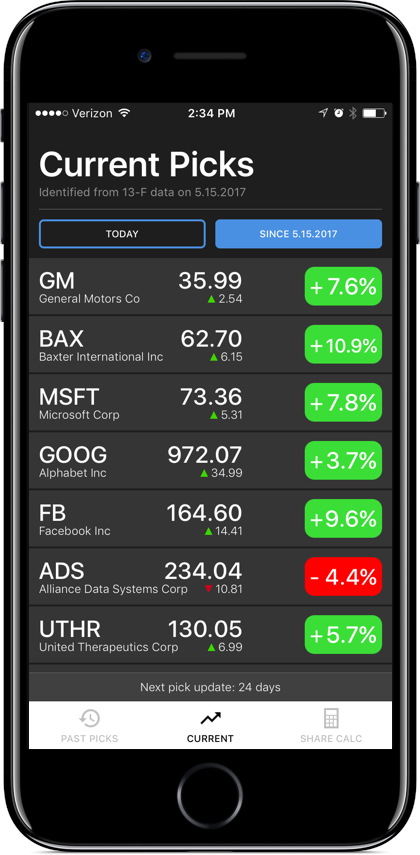 Verizon 2:34 PM
Current Picks
Identified from 13-F data on 5.15.2017
TODAY SINCE 5.15.2017
GM 35.99 +7.6%
General Motors Co 2.54
BAX 62.70 +10.9%
Baxter International Inc 6.15
MSFT 73.36 +7.8%
Microsoft Corp 5.31
GOOG 972.07 +3.7%
Alphabet Inc 34.99
FB 164.60 +9.6%
Facebook Inc 14.41
ADS 234.04 - 4.4%
Alliance Data Systems Corp 10.81
UTHR 130.05 +5.7%
United Therapeutics Corp 6.99
Next pick update: 24 days
PAST PICKS CURRENT SHARE CALC